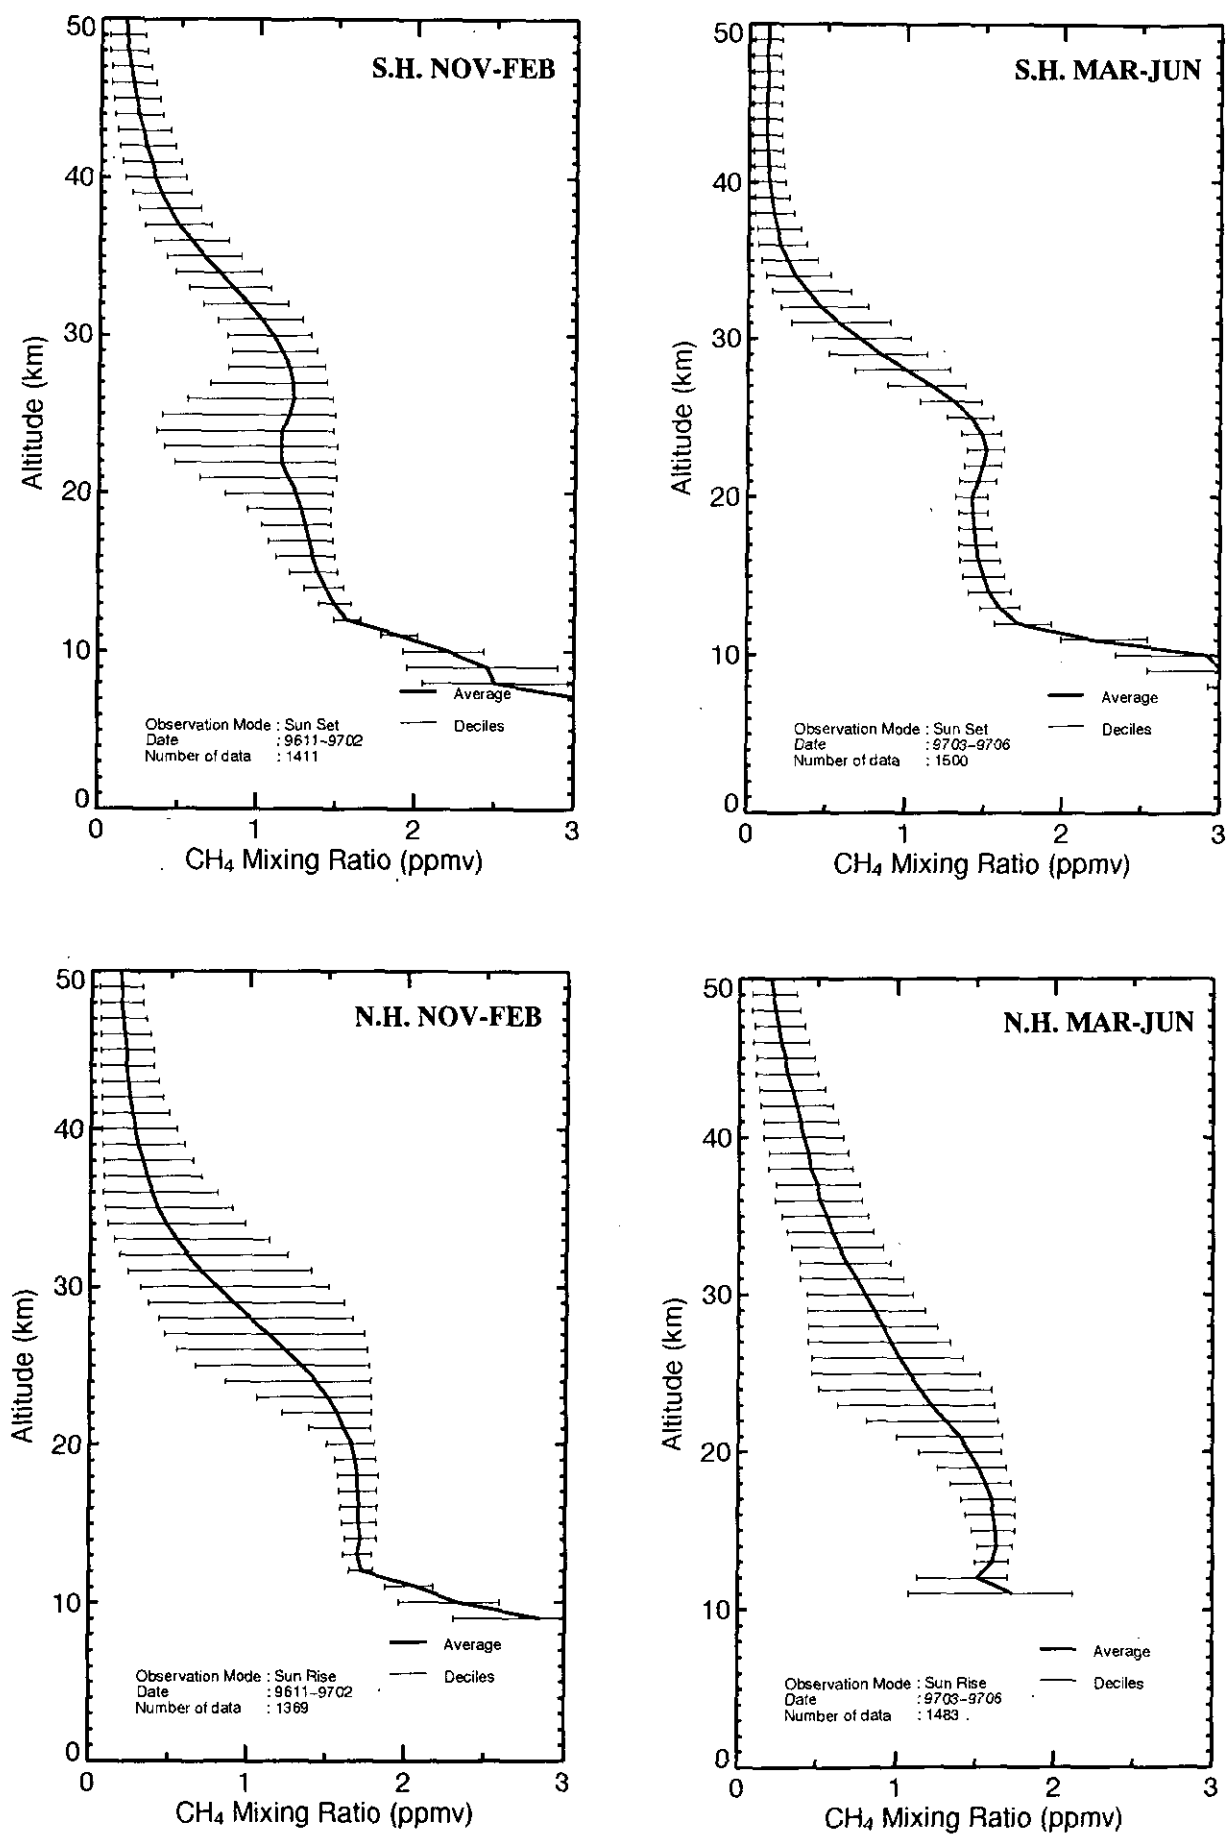 S.H. NOV-FEB
50
40
30
20
10
0
Altitude (km)
Average
Deciles
Observation Mode : Sun Set
Date : 9611-9702
Number of data : 1411
0 1 2 3
CH4 Mixing Ratio (ppmv)
S.H. MAR-JUN
50
40
30
20
10
0
Altitude (km)
Average
Deciles
Observation Mode : Sun Set
Date : 9703-9706
Number of data : 1500
0 1 2 3
CH4 Mixing Ratio (ppmv)
N.H. NOV-FEB
50
40
30
20
10
0
Altitude (km)
Average
Deciles
Observation Mode : Sun Rise
Date : 9611-9702
Number of data : 1369
0 1 2 3
CH4 Mixing Ratio (ppmv)
N.H. MAR-JUN
50
40
30
20
10
0
Altitude (km)
Average
Deciles
Observation Mode : Sun Rise
Date : 9703-9706
Number of data : 1483
0 1 2 3
CH4 Mixing Ratio (ppmv)